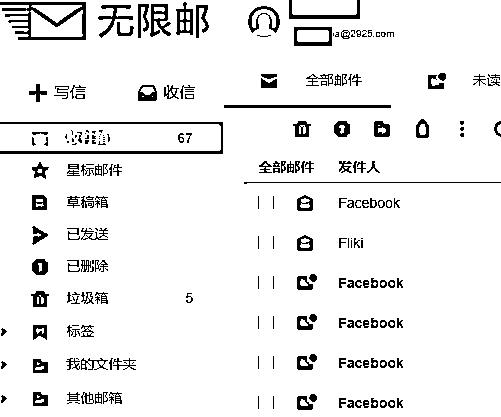 无限邮
a@2925.com
写信 收信
全部邮件 未读
收件箱 67
星标邮件
草稿箱
已发送
已删除
垃圾箱 5
标签
我的文件夹
其他邮箱
全部邮件 发件人
Facebook
Fliki
Facebook
Facebook
Facebook
Facebook